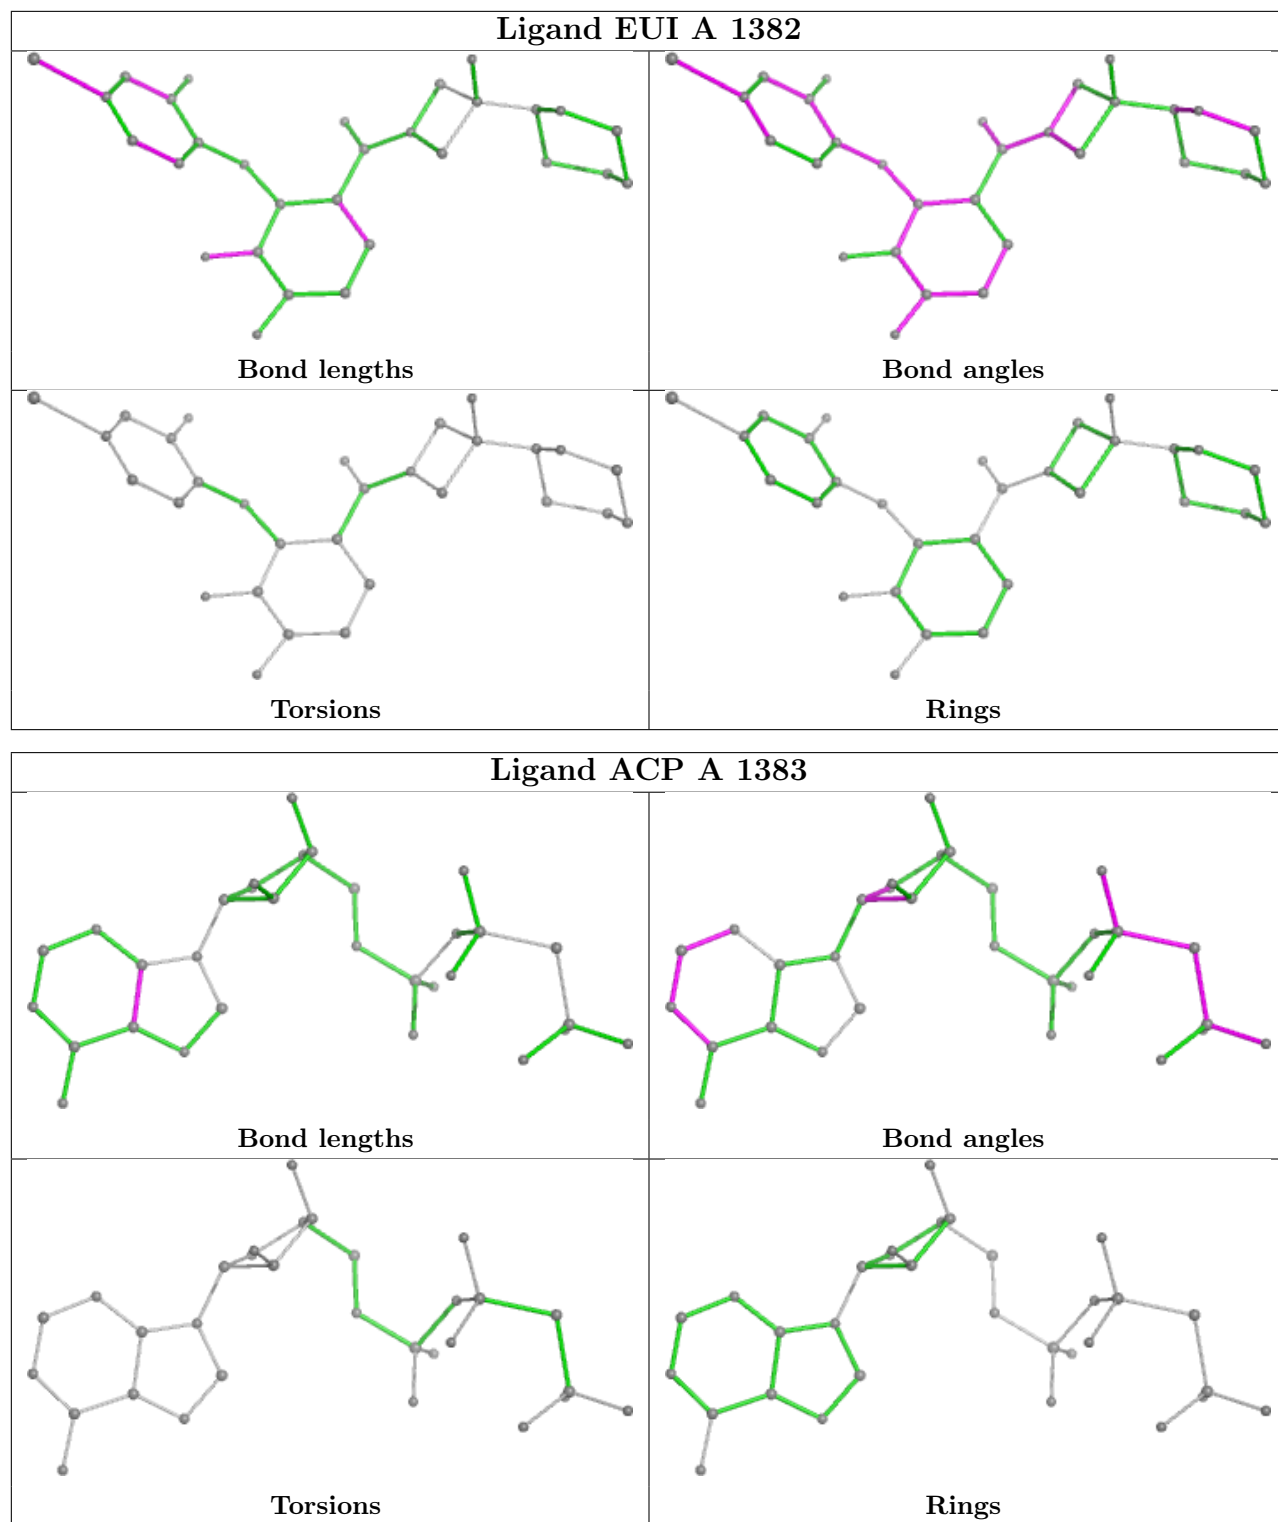 Ligand EUI A 1382
Bond lengths
Bond angles
Torsions
Rings
Ligand ACP A 1383
Bond lengths
Bond angles
Torsions
Rings